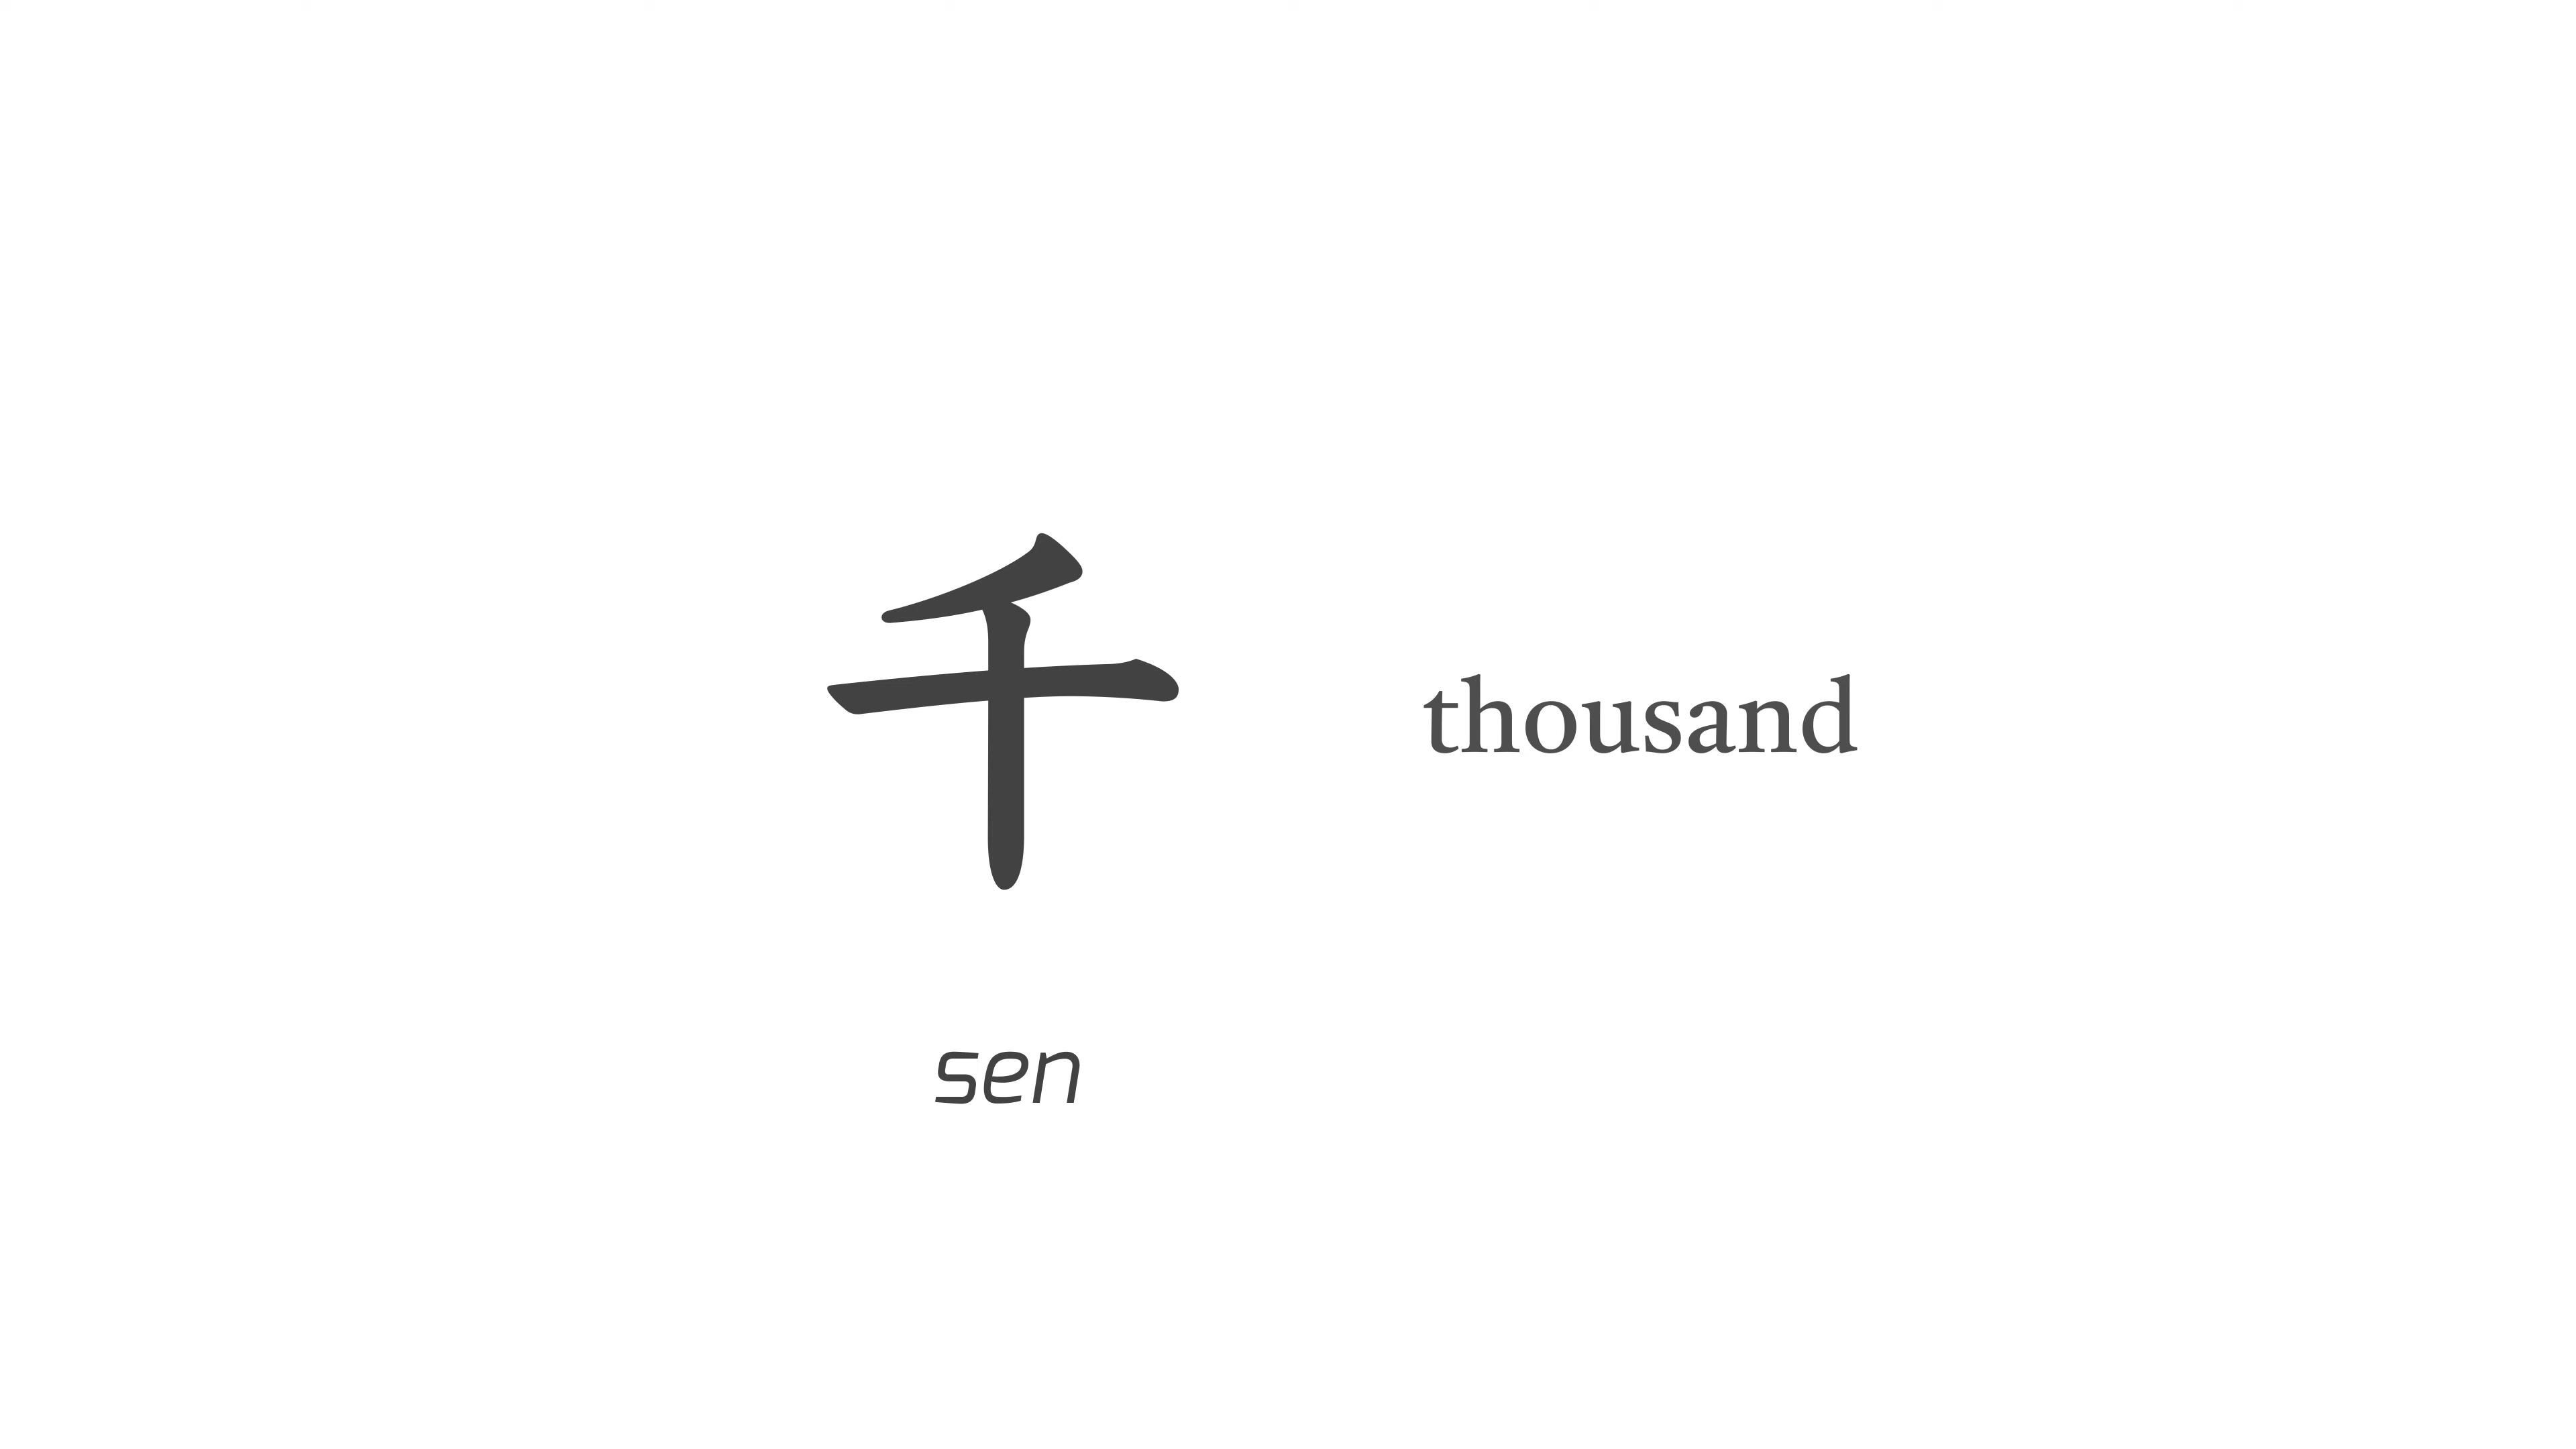 千
thousand
sen